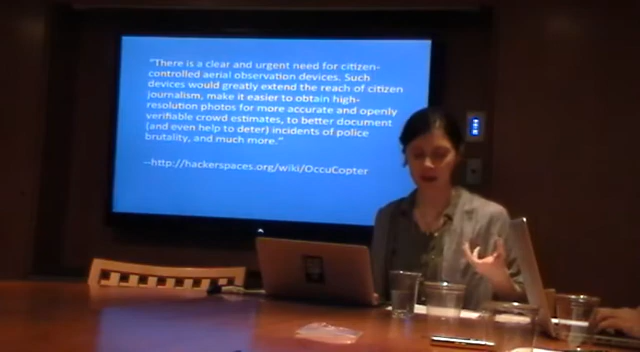 "There is a clear and urgent need for citizen-
controlled aerial observation devices. Such
devices would greatly extend the reach of citizen
journalism, make it easier to obtain high-
resolution photos for more accurate and openly
verifiable crowd estimates, to better document
(and even help to deter) incidents of police
brutality, and much more."
--http://hackerspaces.org/wiki/OccuCopter